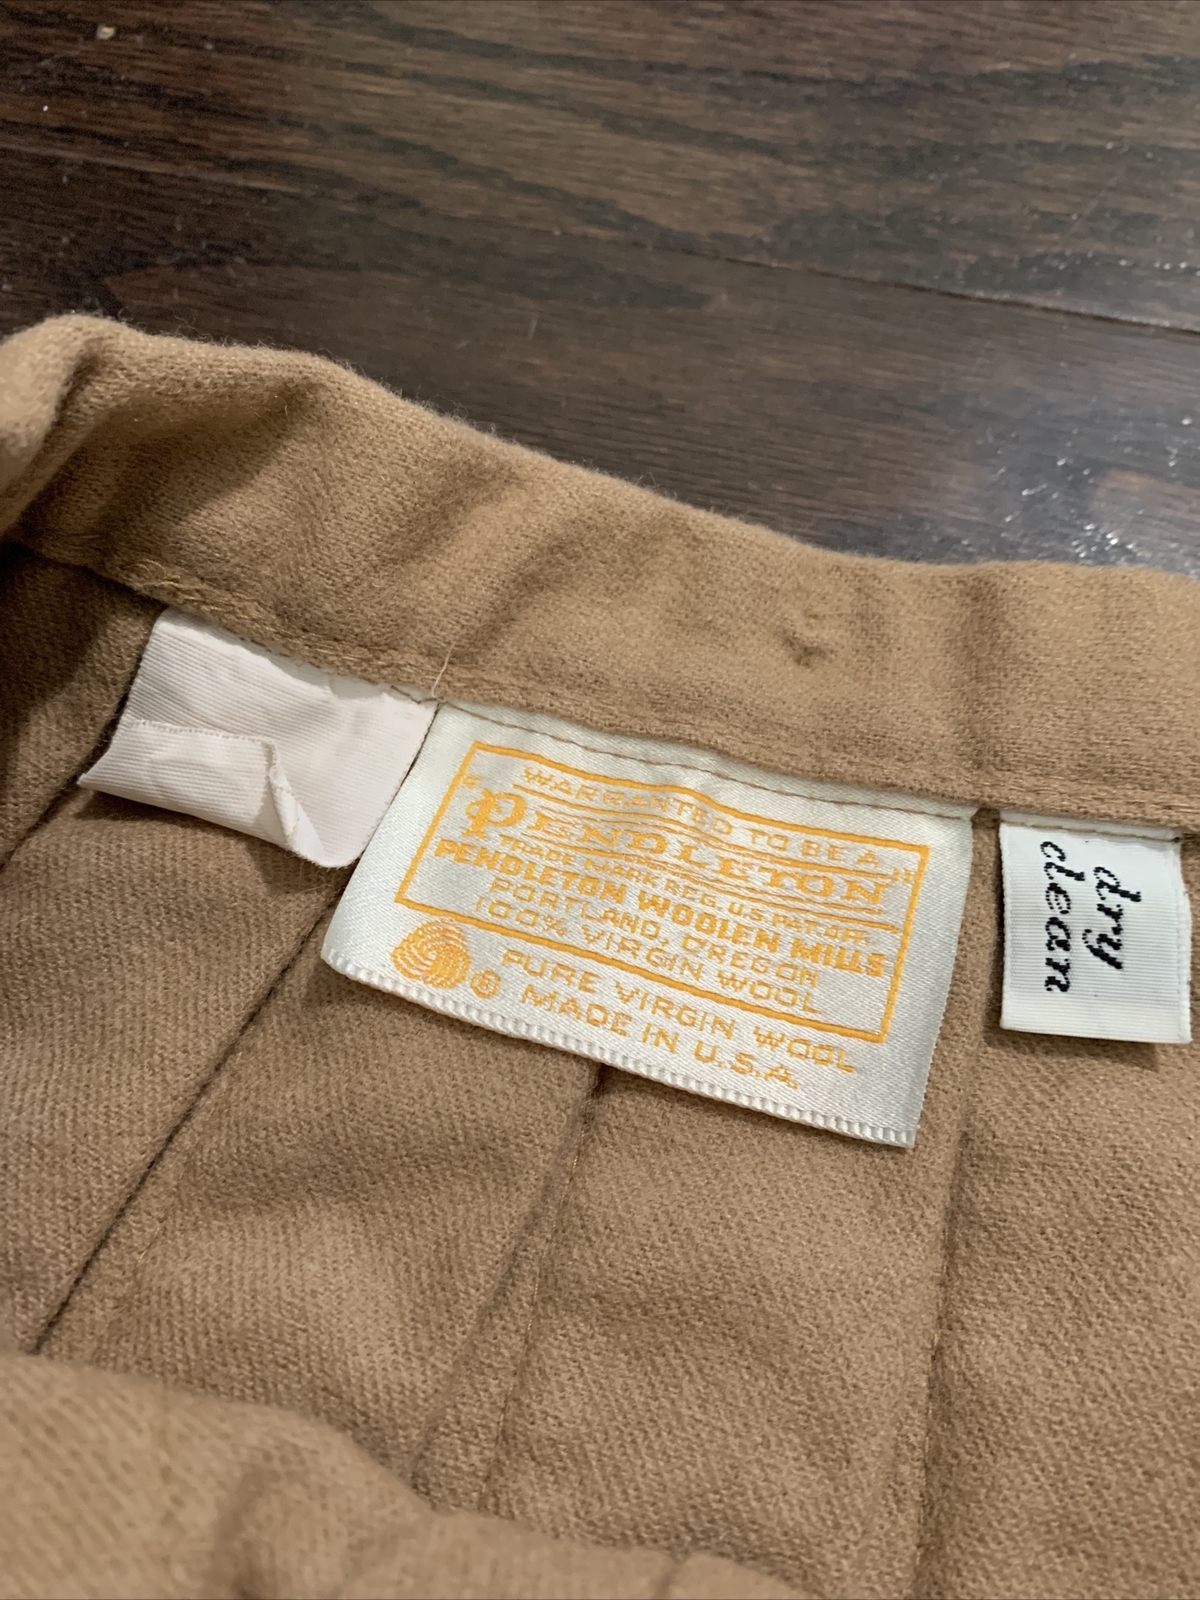 WARRANTED TO BE A
"PENDLETON"
TRADE MARK REG. U.S. PAT. OFF.
PENDLETON WOOLEN MILLS
PORTLAND, OREGON
100% VIRGIN WOOL
PURE VIRGIN WOOL
® MADE IN U.S.A.
dry
clean